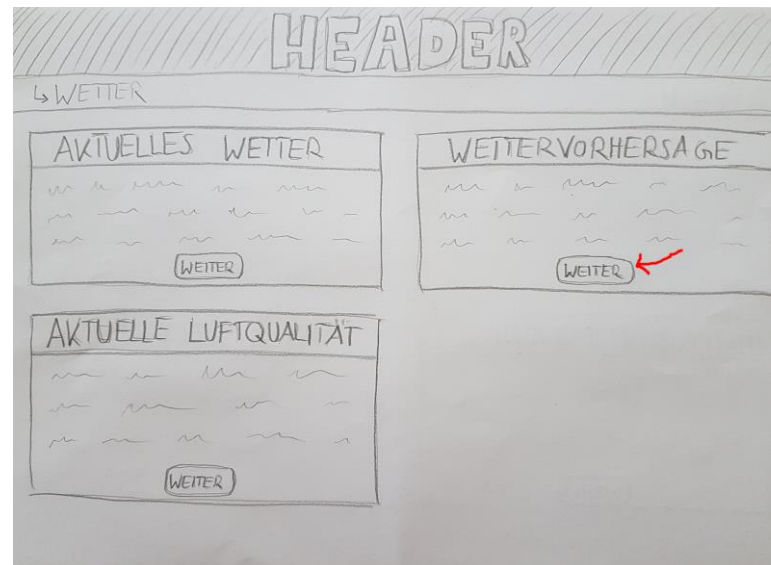 HEADER
↳ WETTER
AKTUELLES WETTER
WEITER
WETTERVORHERSAGE
WEITER
AKTUELLE LUFTQUALITÄT
WEITER